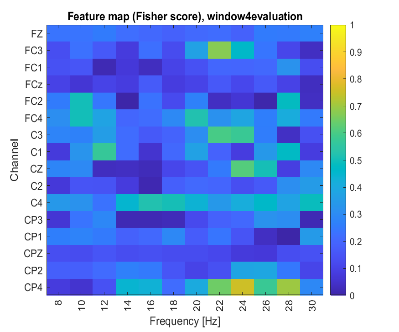 Feature map (Fisher score), window4evaluation
FZ
FC3
FC1
FCz
FC2
FC4
C3
C1
CZ
C2
C4
CP3
CP1
CPZ
CP2
CP4
Channel
8 10 12 14 16 18 20 22 24 26 28 30
Frequency [Hz]
1
0.9
0.8
0.7
0.6
0.5
0.4
0.3
0.2
0.1
0